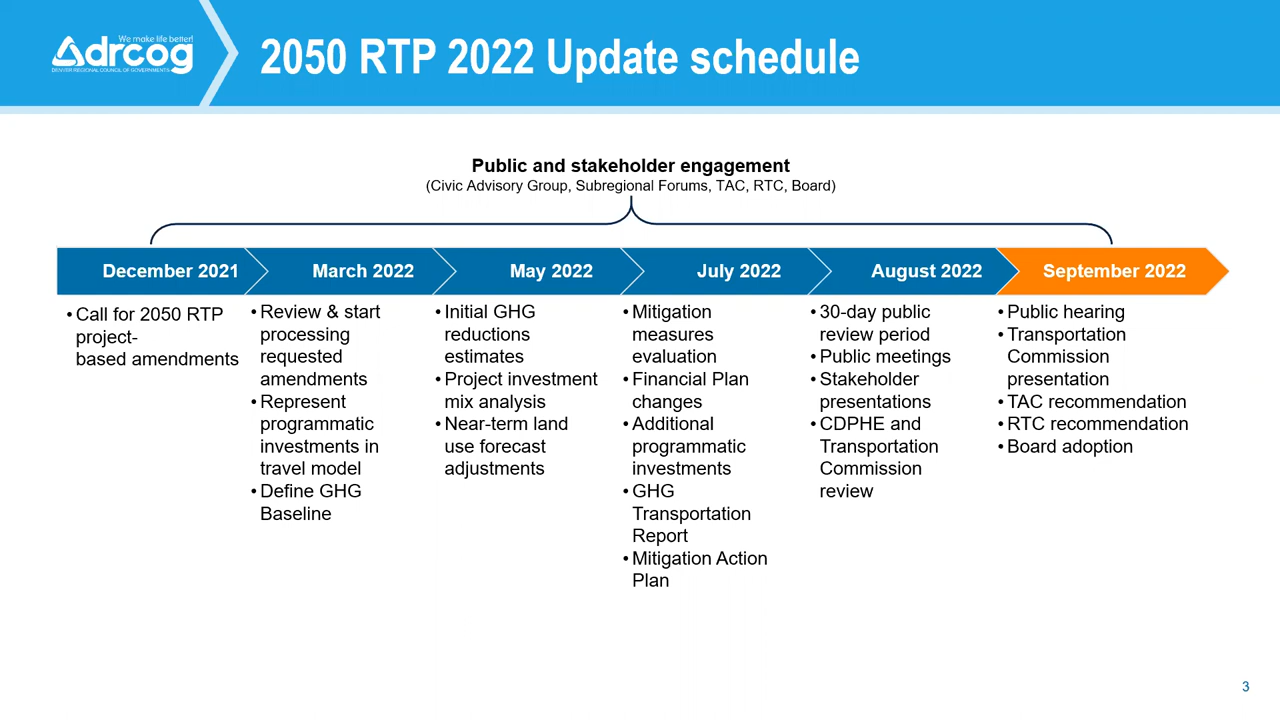 We make life better!
drcog
DENVER REGIONAL COUNCIL OF GOVERNMENTS
2050 RTP 2022 Update schedule
Public and stakeholder engagement
(Civic Advisory Group, Subregional Forums, TAC, RTC, Board)
December 2021
• Call for 2050 RTP
project-
based amendments
March 2022
• Review & start
processing
requested
amendments
• Represent
programmatic
investments in
travel model
• Define GHG
Baseline
May 2022
• Initial GHG
reductions
estimates
• Project investment
mix analysis
• Near-term land
use forecast
adjustments
July 2022
• Mitigation
measures
evaluation
• Financial Plan
changes
• Additional
programmatic
investments
• GHG
Transportation
Report
• Mitigation Action
Plan
August 2022
• 30-day public
review period
• Public meetings
• Stakeholder
presentations
• CDPHE and
Transportation
Commission
review
September 2022
• Public hearing
• Transportation
Commission
presentation
• TAC recommendation
• RTC recommendation
• Board adoption
3